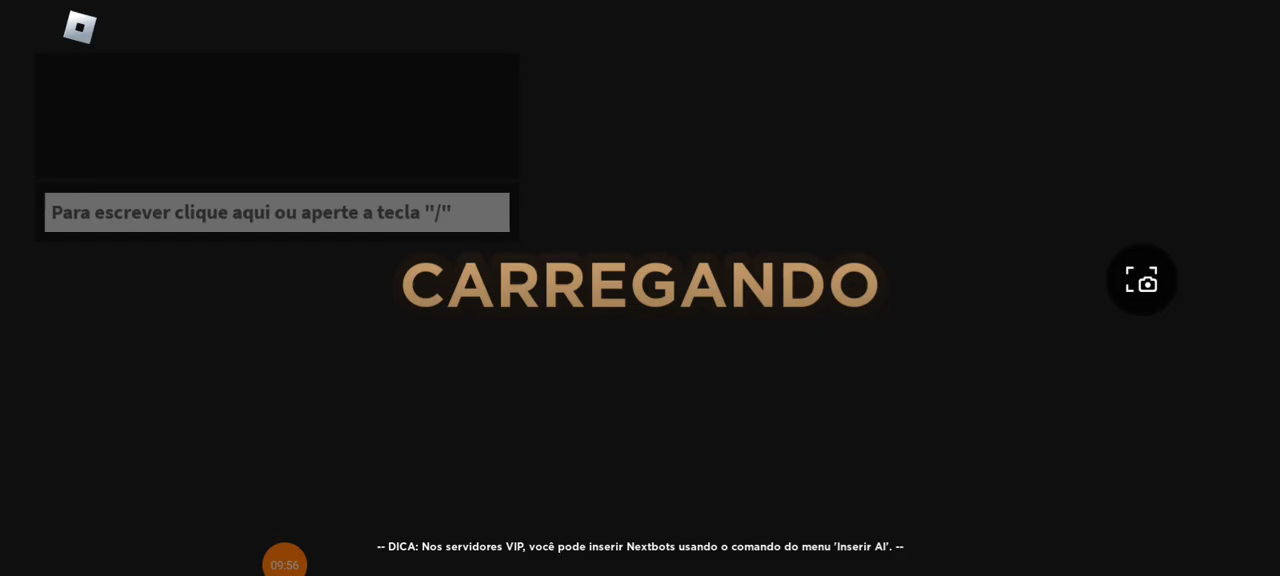 Para escrever clique aqui ou aperte a tecla "/"
CARREGANDO
-- DICA: Nos servidores VIP, você pode inserir Nextbots usando o comando do menu 'Inserir AI'. --
09:56